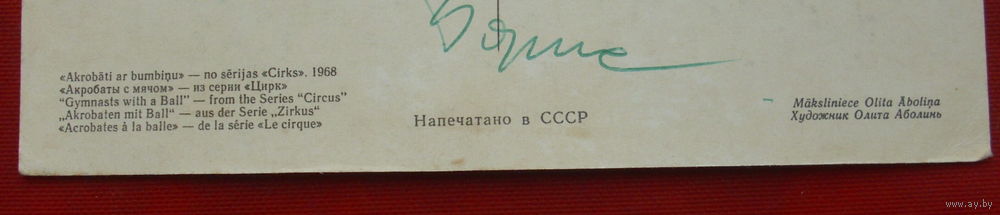 «Akrobāti ar bumbiņu» — no sērijas «Cirks». 1968
«Акробаты с мячом» — из серии «Цирк»
“Gymnasts with a Ball” — from the Series “Circus”
„Akrobaten mit Ball“ — aus der Serie „Zirkus“
«Acrobates à la balle» — de la série «Le cirque»
Напечатано в СССР
Māksliniece Olita Āboliņa
Художник Олита Аболинь
www.ay.by